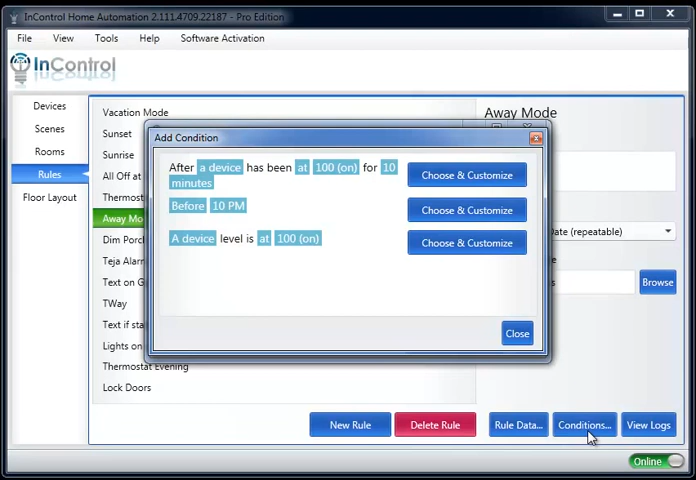 InControl Home Automation 2.111.4709.22187 - Pro Edition
File View Tools Help Software Activation
InControl
Devices
Scenes
Rooms
Rules
Floor Layout
Vacation Mode
Sunset
Sunrise
All Off at
Thermost
Away Mo
Dim Porc
Teja Alarm
Text on G
TWay
Text if sta
Lights on
Thermostat Evening
Lock Doors
Away Mode
Date (repeatable)
Browse
Add Condition
After a device has been at 100 (on) for 10
minutes
Choose & Customize
Before 10 PM
Choose & Customize
A device level is at 100 (on)
Choose & Customize
Close
New Rule Delete Rule Rule Data... Conditions... View Logs
Online